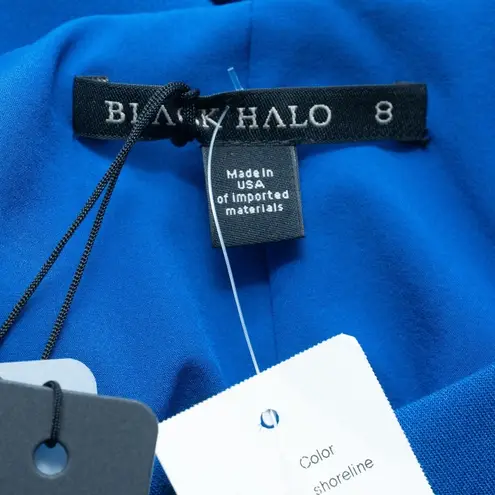 BLACK HALO 8
Made in
USA
of imported
materials
Color
shoreline